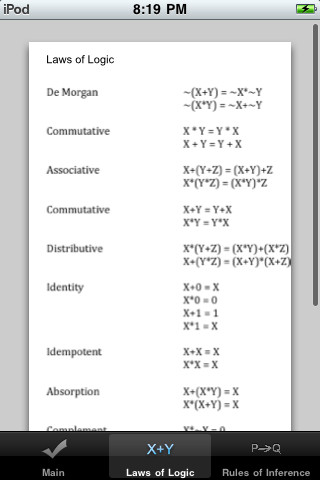 iPod 8:19 PM
Laws of Logic
De Morgan ~(X+Y) = ~X*~Y
~(X*Y) = ~X+~Y
Commutative X * Y = Y * X
X + Y = Y + X
Associative X+(Y+Z) = (X+Y)+Z
X*(Y*Z) = (X*Y)*Z
Commutative X+Y = Y+X
X*Y = Y*X
Distributive X*(Y+Z) = (X*Y)+(X*Z)
X+(Y*Z) = (X+Y)*(X+Z)
Identity X+0 = X
X*0 = 0
X+1 = 1
X*1 = X
Idempotent X+X = X
X*X = X
Absorption X+(X*Y) = X
X*(X+Y) = X
Complement X*~X = 0
X+Y P→Q
Main Laws of Logic Rules of Inference